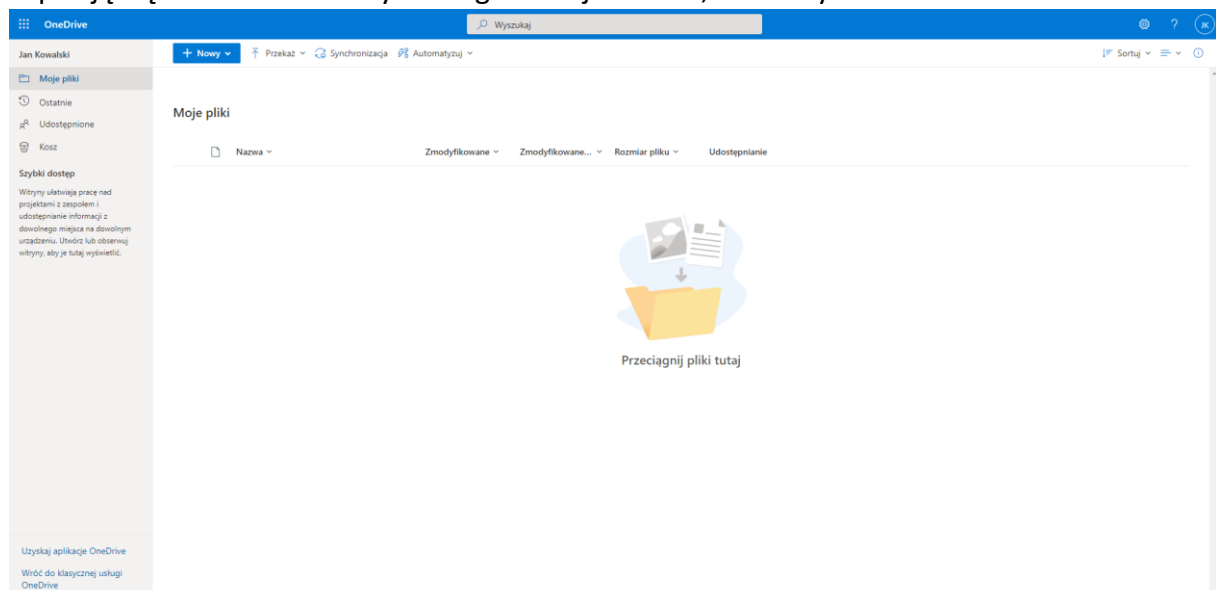 OneDrive
Wyszukaj
JK
Jan Kowalski
Nowy
Przekaż
Synchronizacja
Automatyzuj
Sortuj
Moje pliki
Ostatnie
Udostępnione
Kosz
Szybki dostęp
Witryny ułatwiają pracę nad
projektami z zespołem i
udostępnianie informacji z
dowolnego miejsca na dowolnym
urządzeniu. Utwórz lub obserwuj
witryny, aby je tutaj wyświetlić.
Uzyskaj aplikacje OneDrive
Wróć do klasycznej usługi
OneDrive
Moje pliki
Nazwa
Zmodyfikowane
Zmodyfikowane...
Rozmiar pliku
Udostępnianie
Przeciągnij pliki tutaj